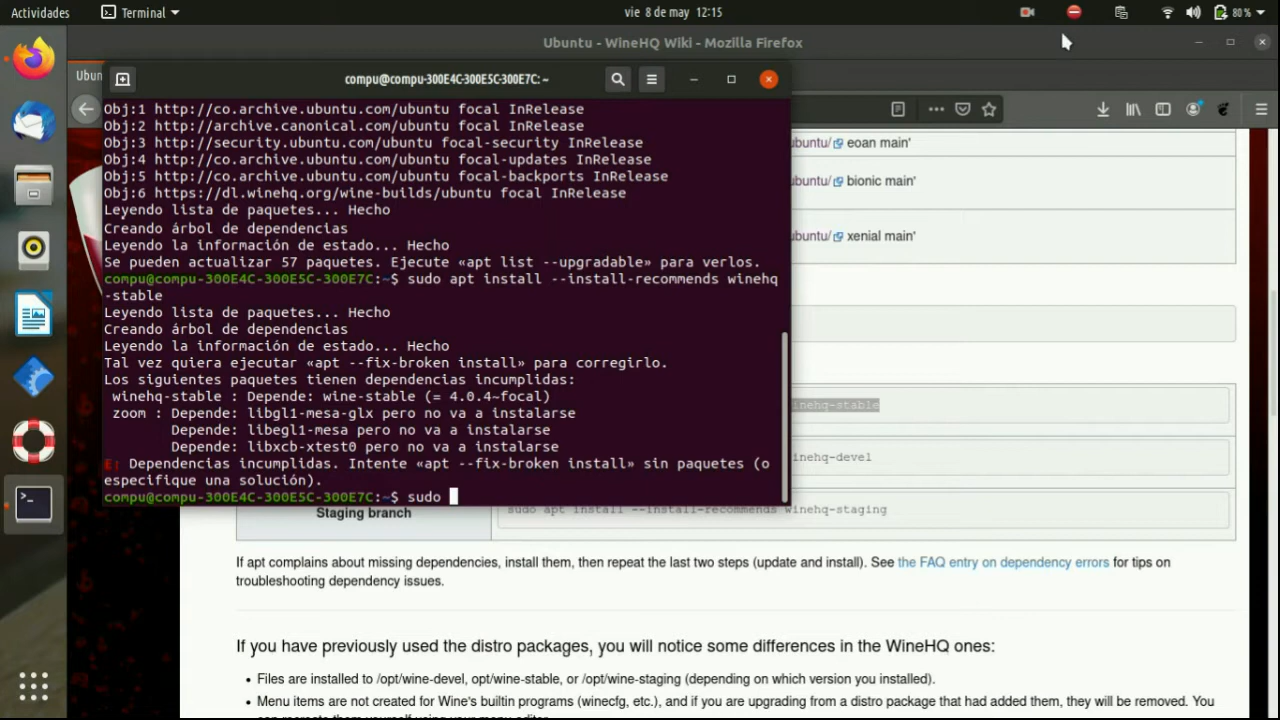 Actividades
Terminal
vie 8 de may 12:15
80 %
Ubuntu - WineHQ Wiki - Mozilla Firefox
Ubun
compu@compu-300E4C-300E5C-300E7C: ~
Obj:1 http://co.archive.ubuntu.com/ubuntu focal InRelease
Obj:2 http://archive.canonical.com/ubuntu focal InRelease
Obj:3 http://security.ubuntu.com/ubuntu focal-security InRelease
Obj:4 http://co.archive.ubuntu.com/ubuntu focal-updates InRelease
Obj:5 http://co.archive.ubuntu.com/ubuntu focal-backports InRelease
Obj:6 https://dl.winehq.org/wine-builds/ubuntu focal InRelease
Leyendo lista de paquetes... Hecho
Creando árbol de dependencias
Leyendo la información de estado... Hecho
Se pueden actualizar 57 paquetes. Ejecute «apt list --upgradable» para verlos.
compu@compu-300E4C-300E5C-300E7C:~$ sudo apt install --install-recommends winehq
-stable
Leyendo lista de paquetes... Hecho
Creando árbol de dependencias
Leyendo la información de estado... Hecho
Tal vez quiera ejecutar «apt --fix-broken install» para corregirlo.
Los siguientes paquetes tienen dependencias incumplidas:
winehq-stable : Depende: wine-stable (= 4.0.4~focal)
zoom : Depende: libgl1-mesa-glx pero no va a instalarse
Depende: libegl1-mesa pero no va a instalarse
Depende: libxcb-xtest0 pero no va a instalarse
E: Dependencias incumplidas. Intente «apt --fix-broken install» sin paquetes (o
especifique una solución).
compu@compu-300E4C-300E5C-300E7C:~$ sudo
ubuntu/ eoan main'
ubuntu/ bionic main'
ubuntu/ xenial main'
inehq-stable
inehq-devel
Staging branch
sudo apt install --install-recommends winehq-staging
If apt complains about missing dependencies, install them, then repeat the last two steps (update and install). See the FAQ entry on dependency errors for tips on
troubleshooting dependency issues.
If you have previously used the distro packages, you will notice some differences in the WineHQ ones:
• Files are installed to /opt/wine-devel, opt/wine-stable, or /opt/wine-staging (depending on which version you installed).
• Menu items are not created for Wine's builtin programs (winecfg, etc.), and if you are upgrading from a distro package that had added them, they will be removed. You